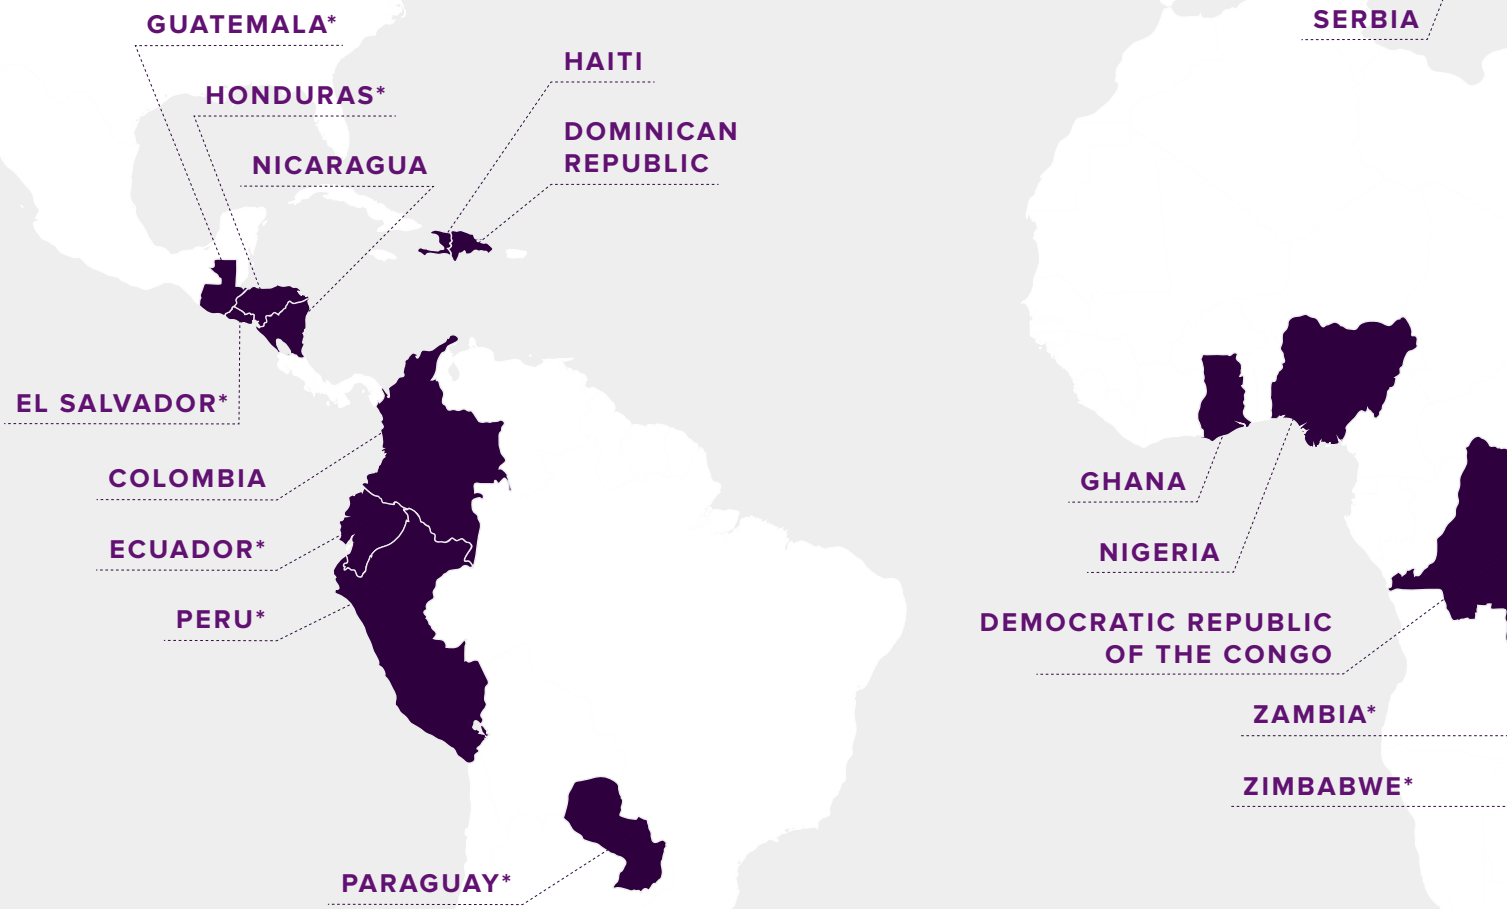 GUATEMALA*
HONDURAS*
NICARAGUA
HAITI
DOMINICAN
REPUBLIC
EL SALVADOR*
COLOMBIA
ECUADOR*
PERU*
PARAGUAY*
SERBIA
GHANA
NIGERIA
DEMOCRATIC REPUBLIC
OF THE CONGO
ZAMBIA*
ZIMBABWE*